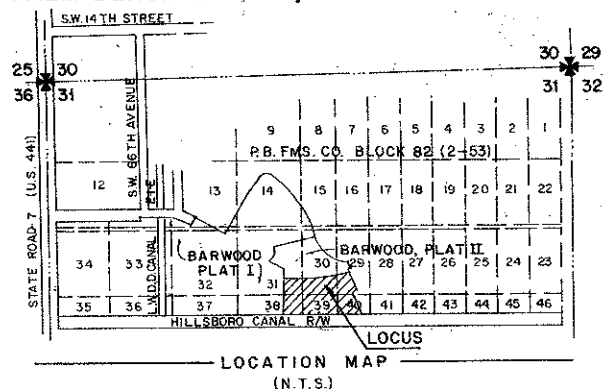 S.W. 14TH STREET
25 30
36 31
30 29
31 32
STATE ROAD 7 (U.S. 441)
S.W. 66TH AVENUE
9 8 7 6 5 4 3 2 1
P.B. FMS. CO. BLOCK 82 (2-53)
12 13 14 15 16 17 18 19 20 21 22
L.W.D.D. CANAL
(BARWOOD
PLAT I)
BARWOOD, PLAT II
34 33 32 31 30 29 28 27 26 25 24 23
35 36 37 38 39 40 41 42 43 44 45 46
HILLSBORO CANAL R/W
LOCUS
LOCATION MAP
(N.T.S.)